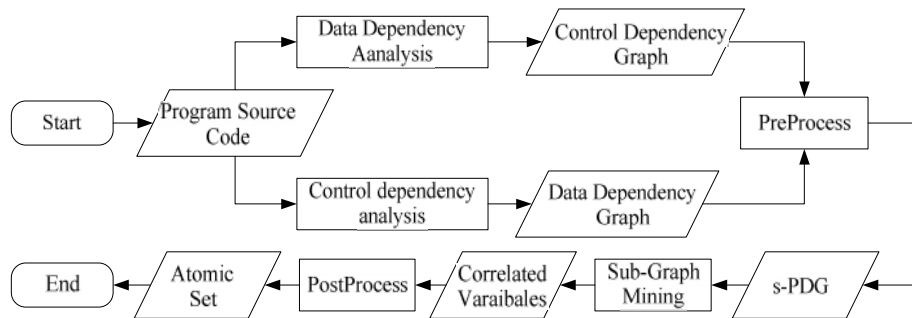 Data Dependency
Aanalysis
Control Dependency
Graph
Start
Program Source
Code
PreProcess
Control dependency
analysis
Data Dependency
Graph
End
Atomic
Set
PostProcess
Correlated
Varaibales
Sub-Graph
Mining
s-PDG